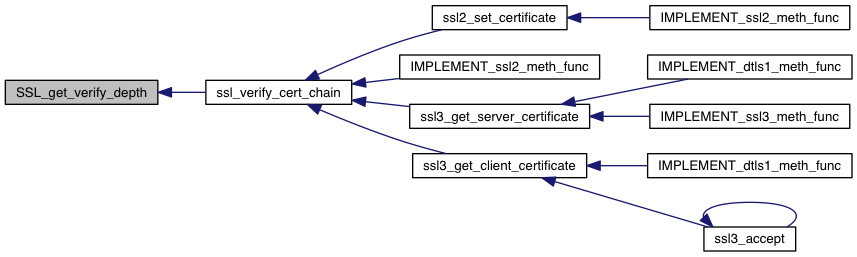 ssl2_set_certificate
IMPLEMENT_ssl2_meth_func
IMPLEMENT_ssl2_meth_func
IMPLEMENT_dtls1_meth_func
SSL_get_verify_depth
ssl_verify_cert_chain
ssl3_get_server_certificate
IMPLEMENT_ssl3_meth_func
ssl3_get_client_certificate
IMPLEMENT_dtls1_meth_func
ssl3_accept